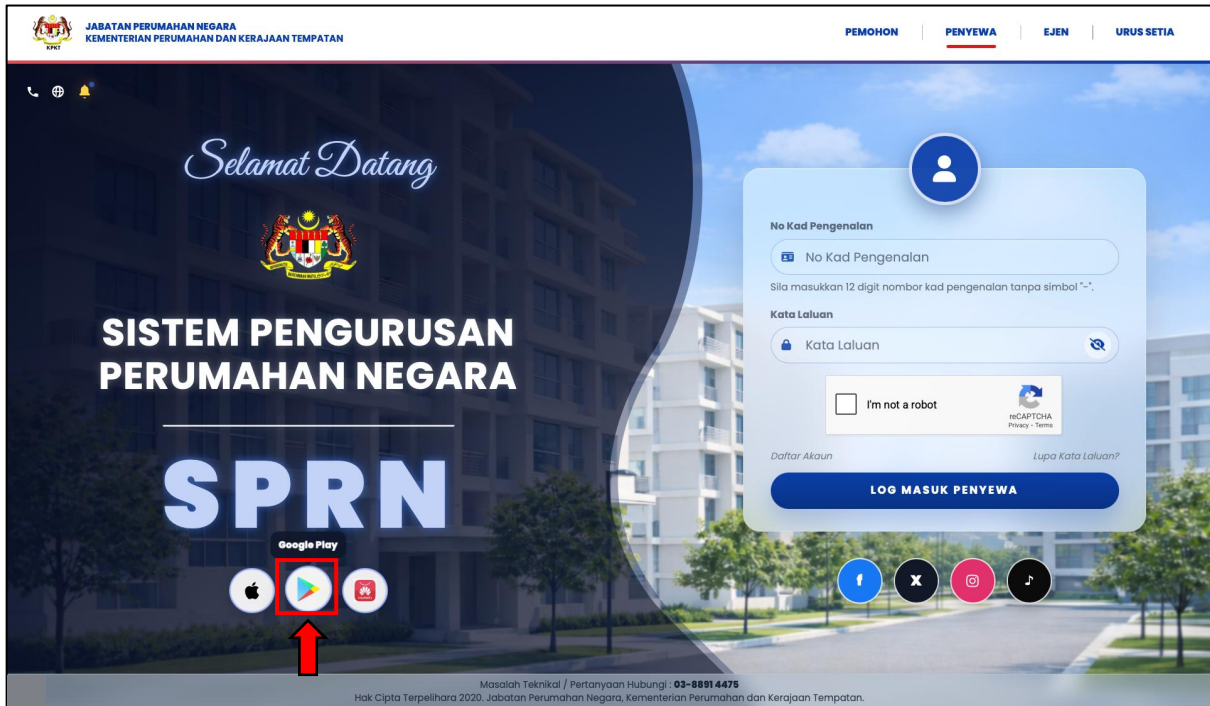 KPKT
JABATAN PERUMAHAN NEGARA
KEMENTERIAN PERUMAHAN DAN KERAJAAN TEMPATAN
PEMOHON
PENYEWA
EJEN
URUS SETIA
Selamat Datang
SISTEM PENGURUSAN
PERUMAHAN NEGARA
SPRN
Google Play
No Kad Pengenalan
No Kad Pengenalan
Sila masukkan 12 digit nombor kad pengenalan tanpa simbol "-".
Kata Laluan
Kata Laluan
I'm not a robot
reCAPTCHA
Privacy - Terms
Daftar Akaun
Lupa Kata Laluan?
LOG MASUK PENYEWA
Masalah Teknikal / Pertanyaan Hubungi : 03-8891 4475
Hak Cipta Terpelihara 2020. Jabatan Perumahan Negara, Kementerian Perumahan dan Kerajaan Tempatan.